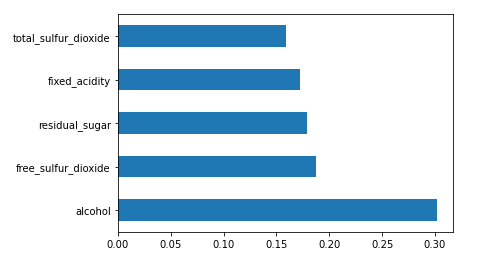 total_sulfur_dioxide
fixed_acidity
residual_sugar
free_sulfur_dioxide
alcohol
0.00 0.05 0.10 0.15 0.20 0.25 0.30